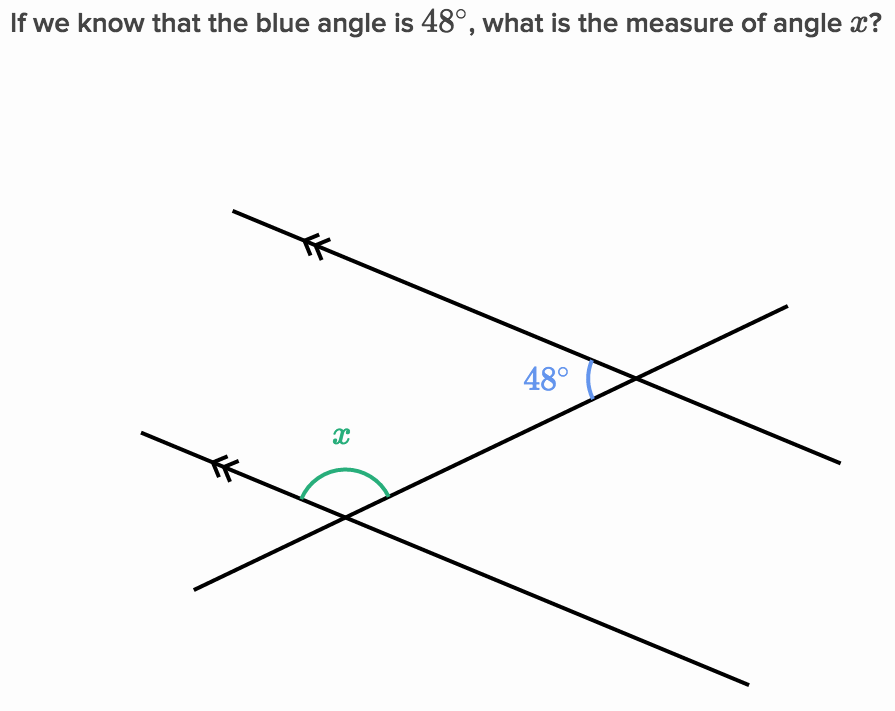 If we know that the blue angle is 48°, what is the measure of angle x?
48°
x